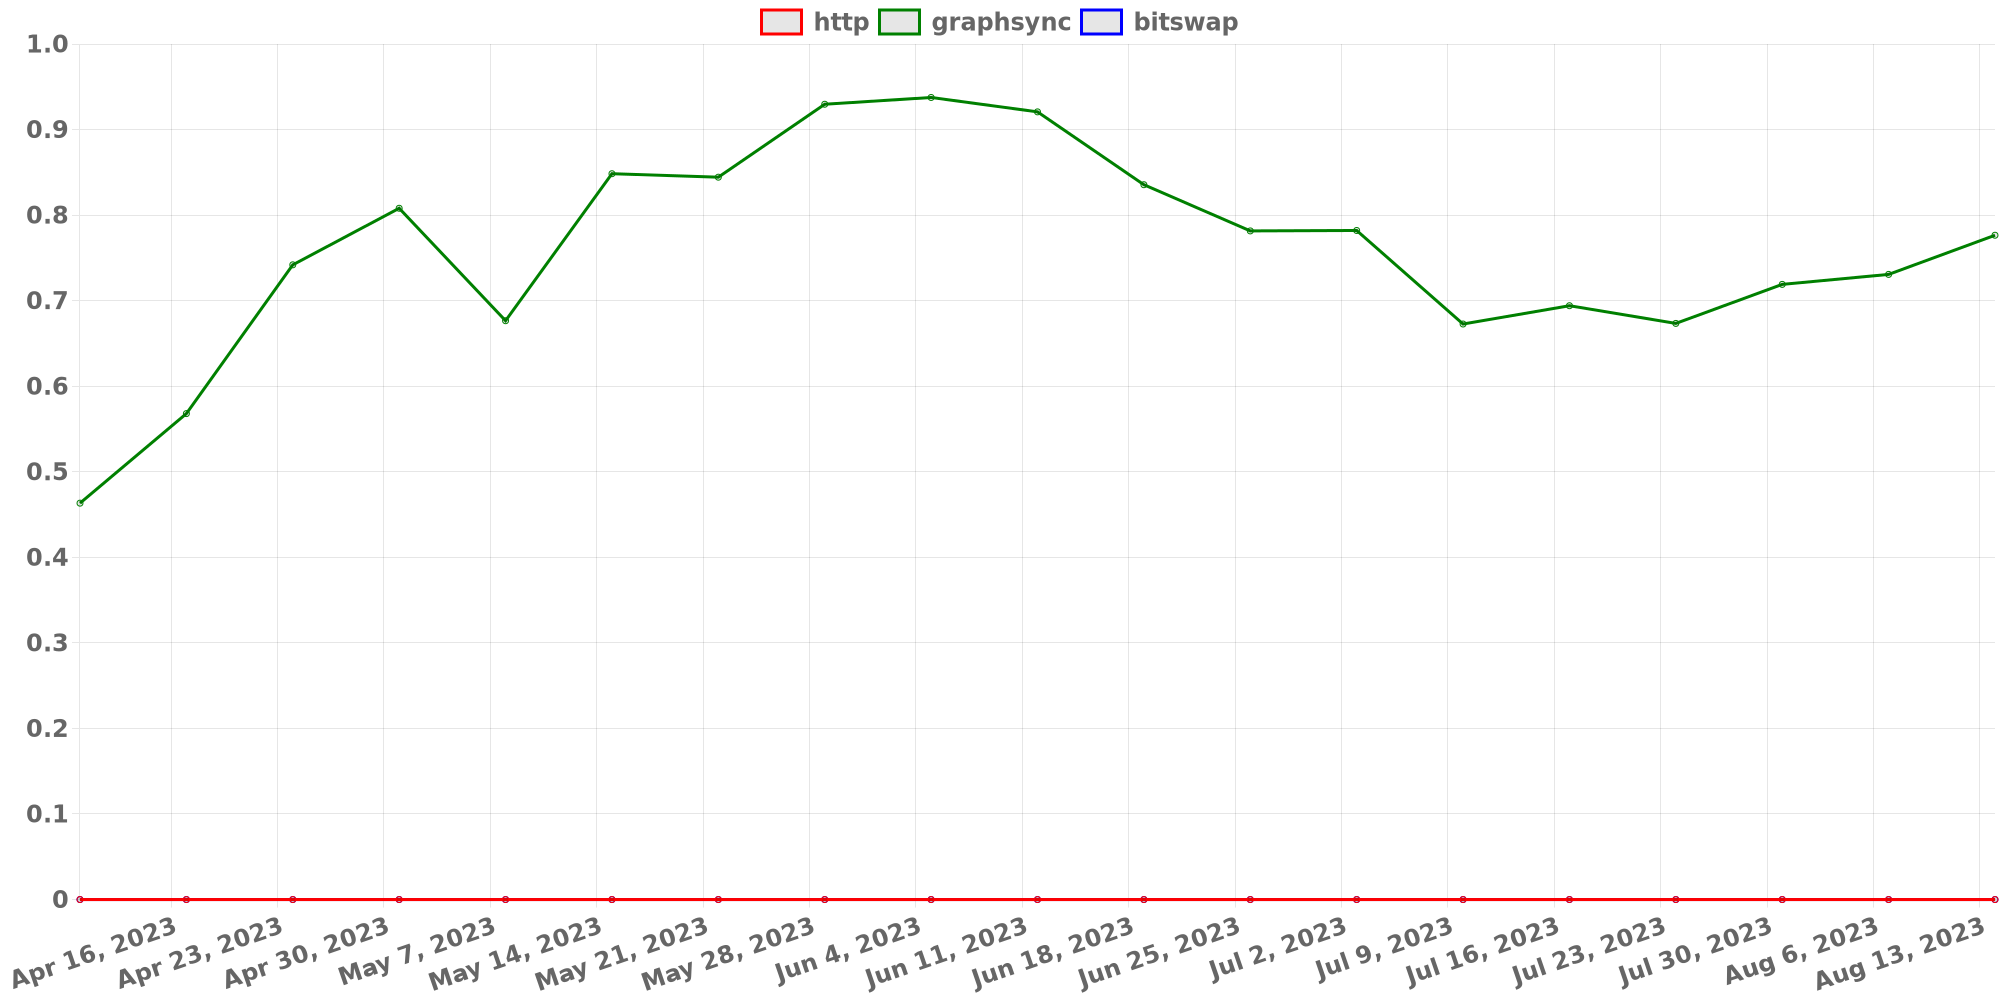 http graphsync bitswap
1.0
0.9
0.8
0.7
0.6
0.5
0.4
0.3
0.2
0.1
0
Apr 16, 2023
Apr 23, 2023
Apr 30, 2023
May 7, 2023
May 14, 2023
May 21, 2023
May 28, 2023
Jun 4, 2023
Jun 11, 2023
Jun 18, 2023
Jun 25, 2023
Jul 2, 2023
Jul 9, 2023
Jul 16, 2023
Jul 23, 2023
Jul 30, 2023
Aug 6, 2023
Aug 13, 2023